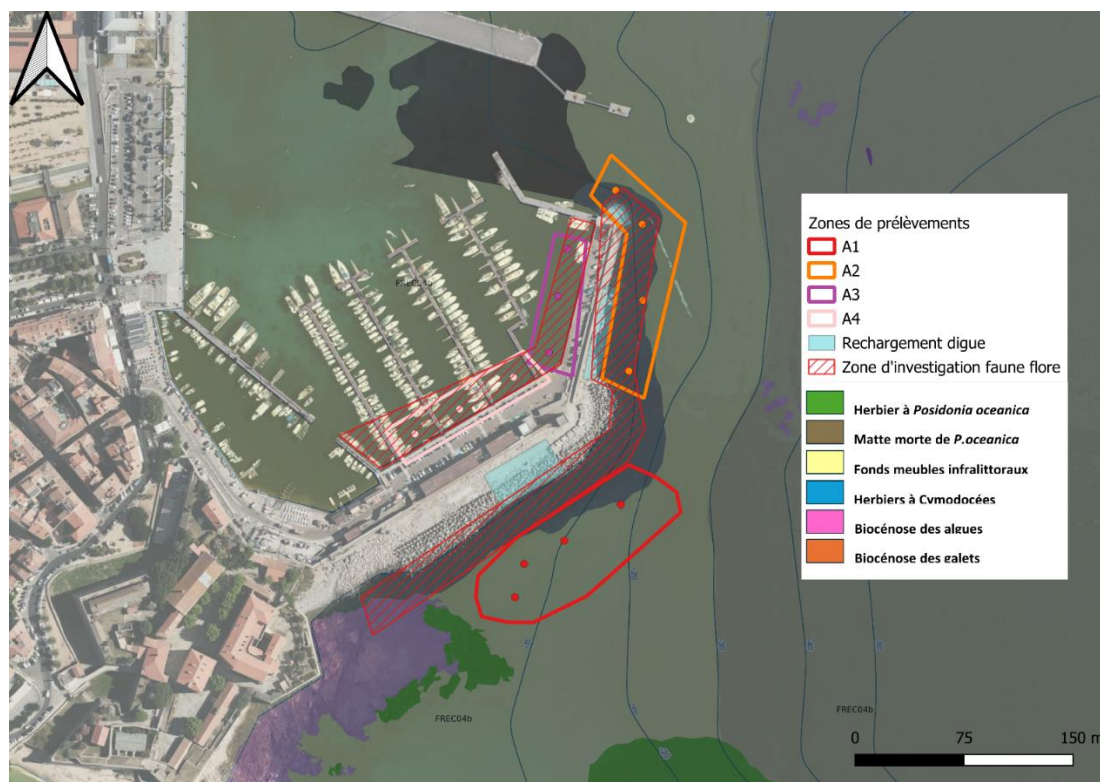 Zones de prélèvements
A1
A2
A3
A4
Rechargement digue
Zone d'investigation faune flore
Herbier à Posidonia oceanica
Matte morte de P.oceanica
Fonds meubles infralittoraux
Herbiers à Cymodocées
Biocénose des algues
Biocénose des galets
FREC04b
FREC04b
0 75 150 m